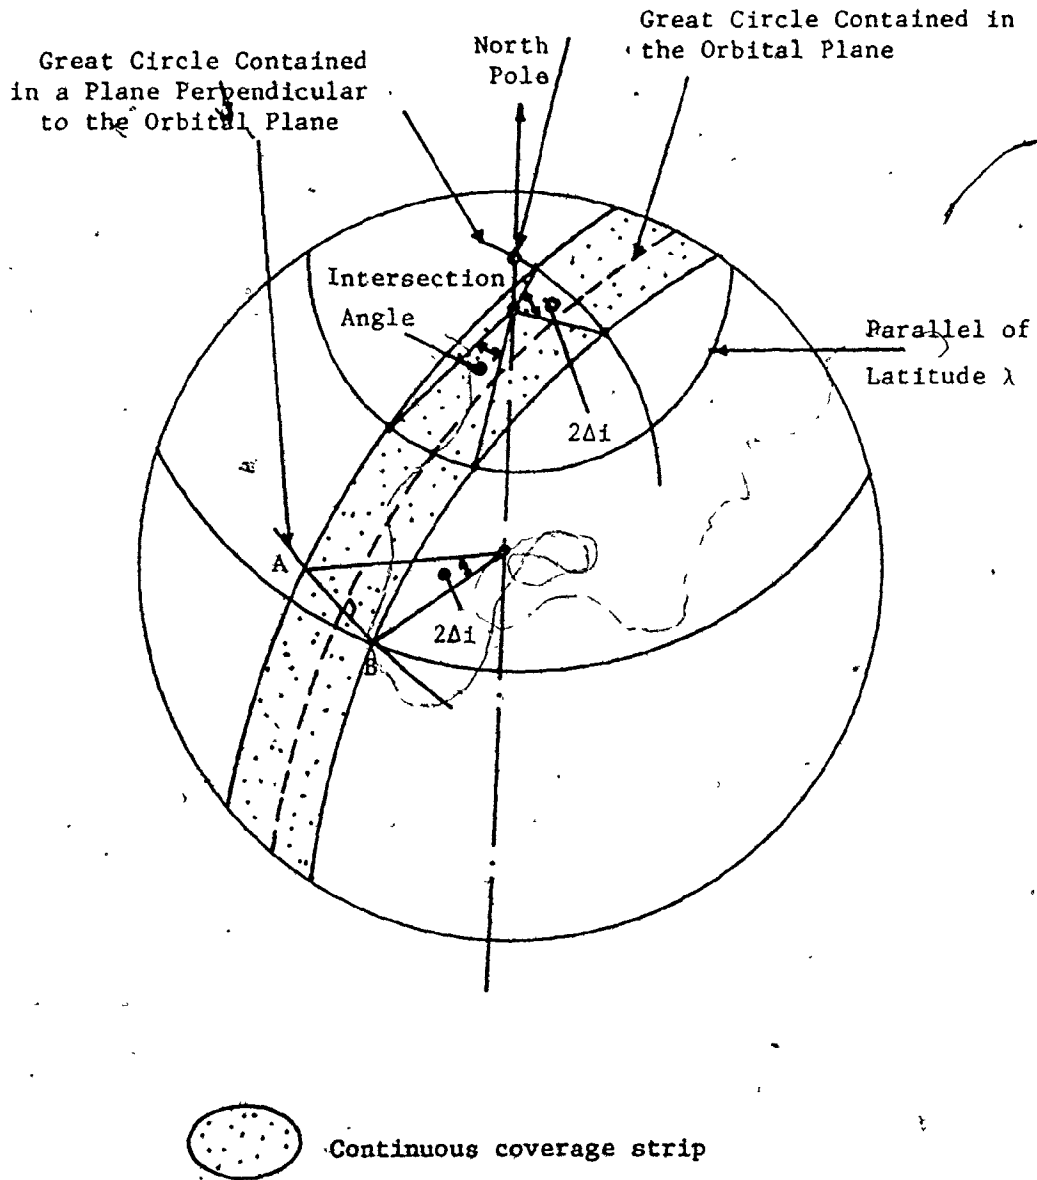 Great Circle Contained in
the Orbital Plane
North
Pole
Great Circle Contained
in a Plane Perpendicular
to the Orbital Plane
Intersection
Angle
Parallel of
Latitude λ
2Δi
A
2Δi
B
Continuous coverage strip